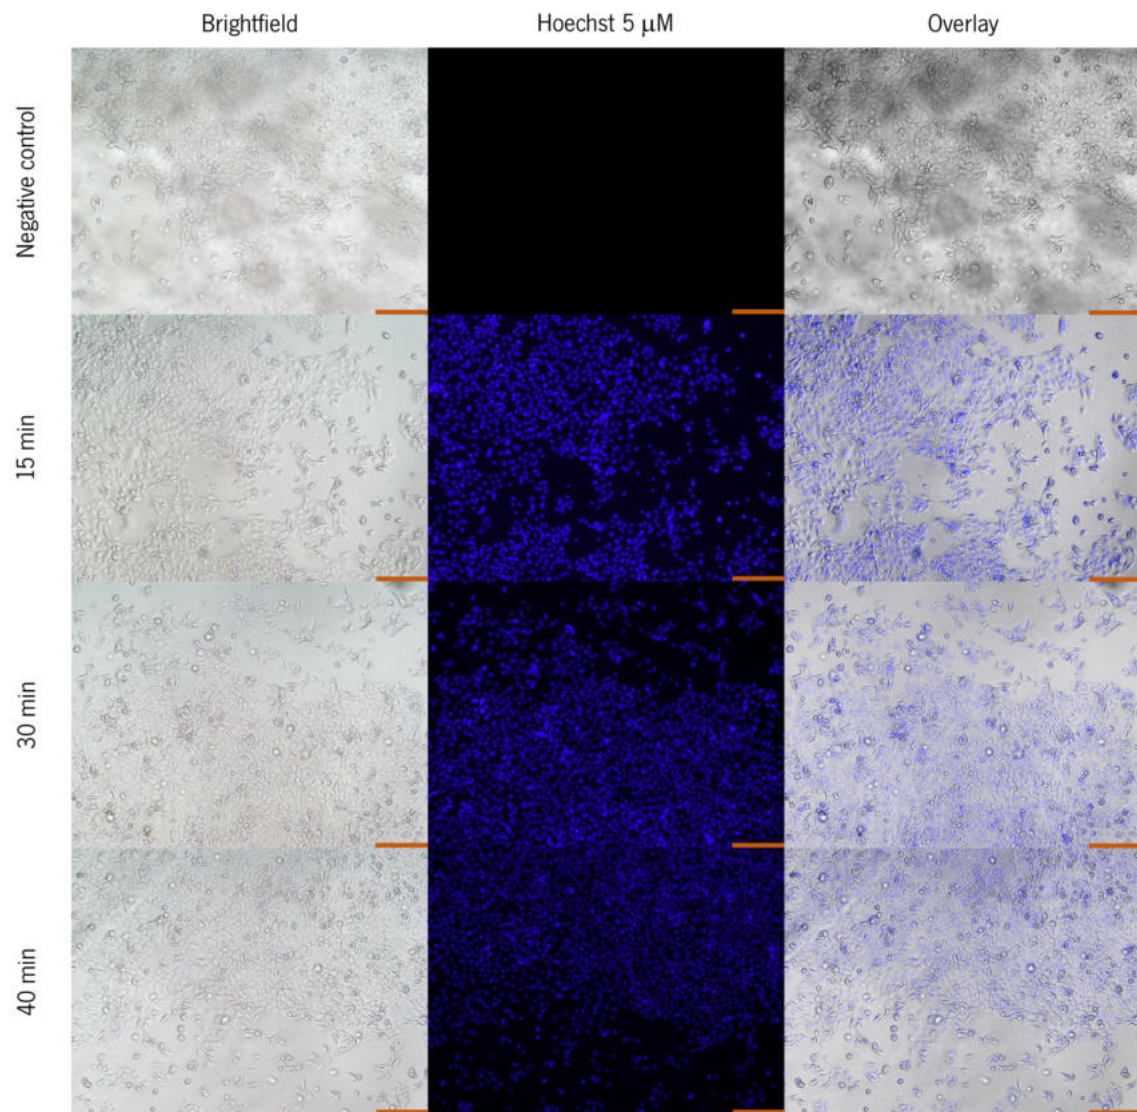 Brightfield
Hoechst 5 μM
Overlay
Negative control
15 min
30 min
40 min